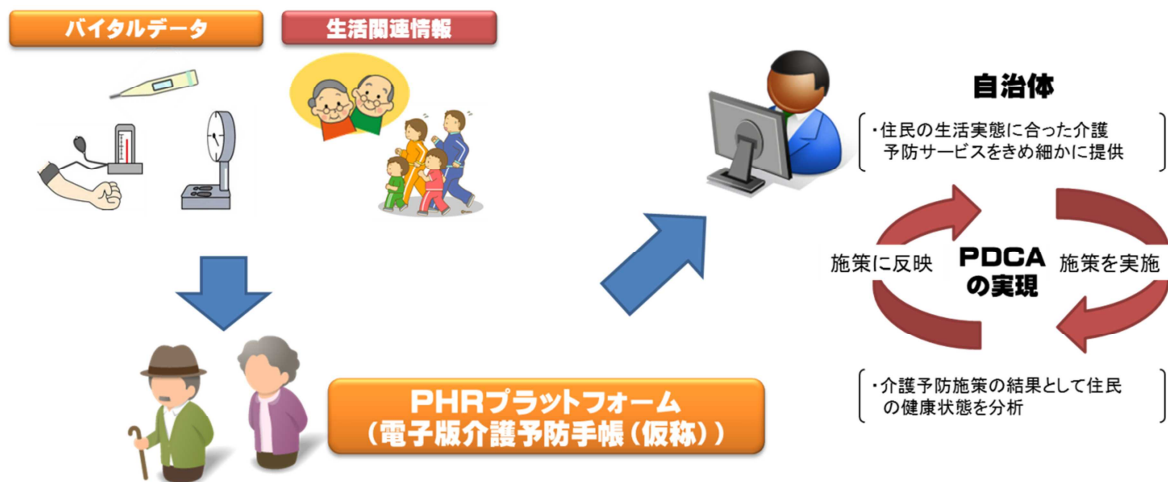 バイタルデータ
生活関連情報
自治体
・住民の生活実態に合った介護
予防サービスをきめ細かに提供
施策に反映
PDCA
の実現
施策を実施
・介護予防施策の結果として住民
の健康状態を分析
PHRプラットフォーム
（電子版介護予防手帳（仮称））